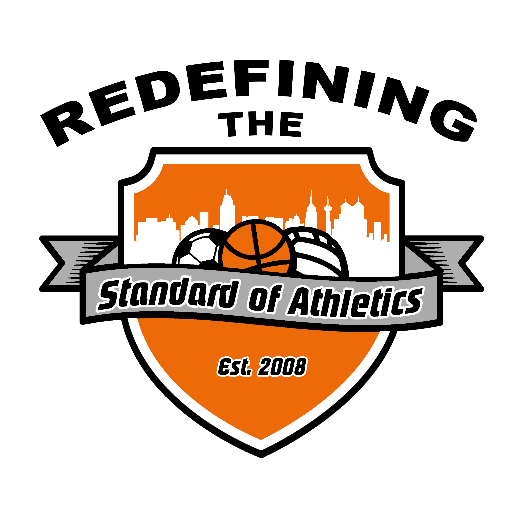 REDEFINING
THE
Standard of Athletics
Est. 2008